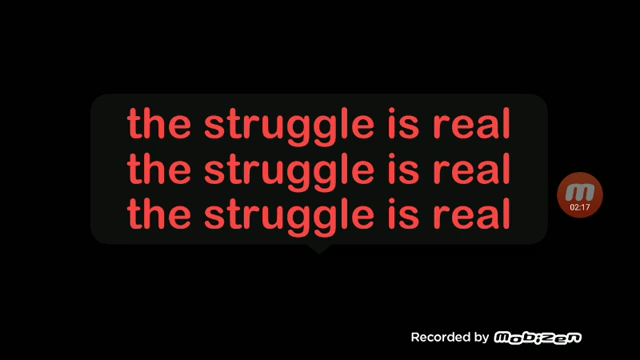 the struggle is real
the struggle is real
the struggle is real
02:17
Recorded by mobizen